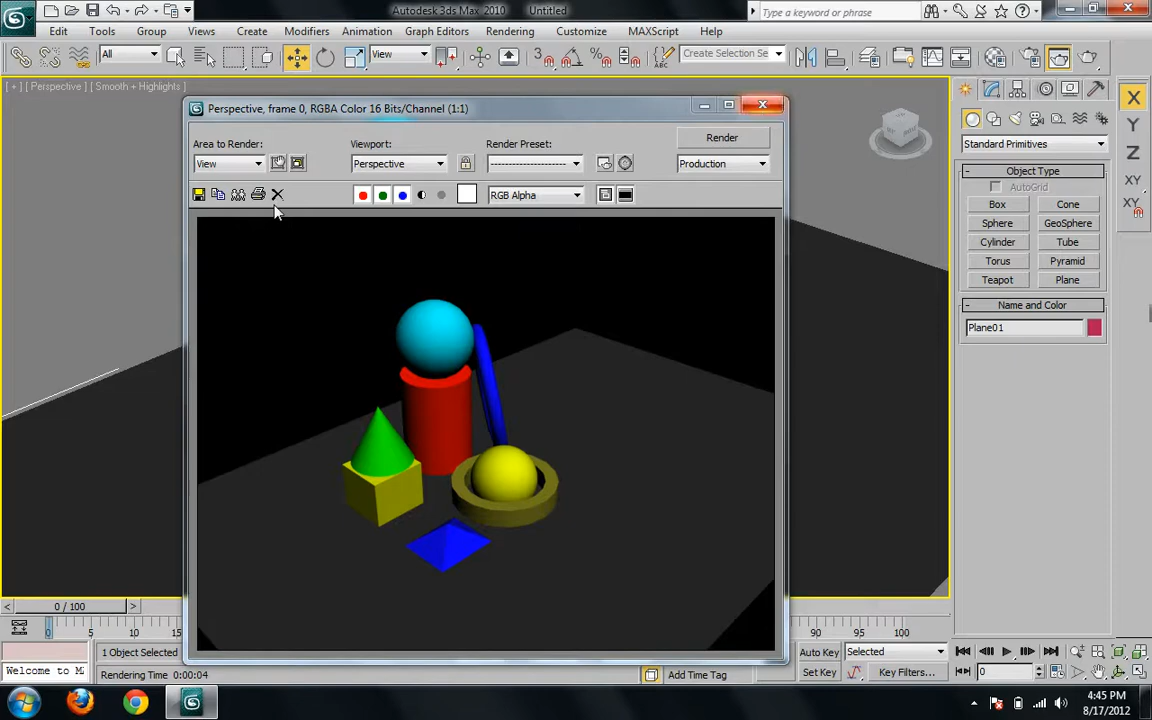 Autodesk 3ds Max 2010 Untitled
Type a keyword or phrase
Edit Tools Group Views Create Modifiers Animation Graph Editors Rendering Customize MAXScript Help
All View 3 Create Selection Se
[ + ] [ Perspective ] [ Smooth + Highlights ]
Perspective, frame 0, RGBA Color 16 Bits/Channel (1:1)
Area to Render: Viewport: Render Preset: Render
View Perspective ----------------------- Production
RGB Alpha
X
Y
Z
XY
XY
Standard Primitives
- Object Type
AutoGrid
Box Cone
Sphere GeoSphere
Cylinder Tube
Torus Pyramid
Teapot Plane
- Name and Color
Plane01
< 0 / 100 >
0 5 10 15 90 95 100
1 Object Selected Auto Key Selected
Welcome to M Rendering Time 0:00:04 Add Time Tag Set Key Key Filters... 0
4:45 PM
8/17/2012